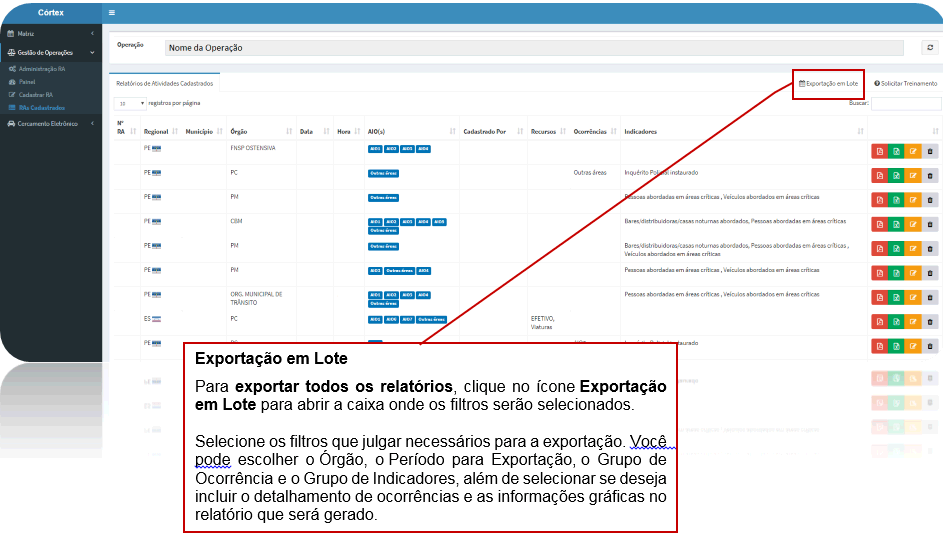 Córtex
Matriz
Gestão de Operações
Administração RA
Painel
Cadastrar RA
RAs Cadastrados
Cercamento Eletrônico
Operação
Nome da Operação
Relatórios de Atividades Cadastrados
Exportação em Lote
Solicitar Treinamento
10 registros por página
Buscar:
Nº RA Regional Município Órgão Data Hora AIO(s) Cadastrado Por Recursos Ocorrências Indicadores
PE FNSP OSTENSIVA AIO1 AIO2 AIO3 AIO4
PE PC Outras áreas Outras áreas Inquérito Policial instaurado
PE PM Outras áreas Pessoas abordadas em áreas críticas , Veículos abordados em áreas críticas
PE CBM AIO1 AIO2 AIO3 AIO4 AIO5 Bares/distribuidoras/casas noturnas abordados, Pessoas abordadas em áreas críticas
Outras áreas
PE PM Outras áreas Bares/distribuidoras/casas noturnas abordados, Pessoas abordadas em áreas críticas ,
Veículos abordados em áreas críticas
PE PM Outras áreas Pessoas abordadas em áreas críticas , Veículos abordados em áreas críticas
PE ORG. MUNICIPAL DE AIO1 AIO2 AIO3 AIO4 Pessoas abordadas em áreas críticas , Veículos abordados em áreas críticas
TRÂNSITO Outras áreas
ES PC Outras áreas EFETIVO,
Viaturas
PE
Exportação em Lote
Para exportar todos os relatórios, clique no ícone Exportação
em Lote para abrir a caixa onde os filtros serão selecionados.
Selecione os filtros que julgar necessários para a exportação. Você
pode escolher o Órgão, o Período para Exportação, o Grupo de
Ocorrência e o Grupo de Indicadores, além de selecionar se deseja
incluir o detalhamento de ocorrências e as informações gráficas no
relatório que será gerado.